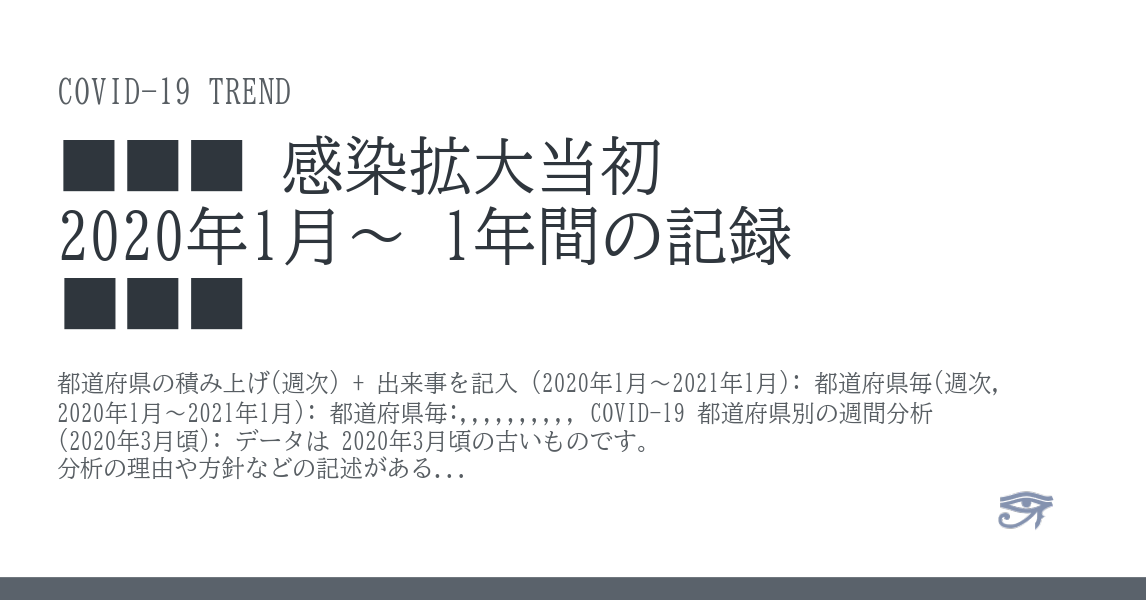 COVID-19 TREND
■■■ 感染拡大当初
2020年1月〜 1年間の記録
■■■
都道府県の積み上げ(週次) + 出来事を記入 (2020年1月〜2021年1月): 都道府県毎(週次,
2020年1月〜2021年1月): 都道府県毎:,,,,,,,,,, COVID-19 都道府県別の週間分析
(2020年3月頃): データは 2020年3月頃の古いものです。
分析の理由や方針などの記述がある...